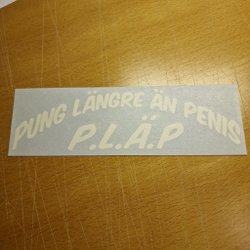 PUNG LÄNGRE ÄN PENIS
P.L.Ä.P